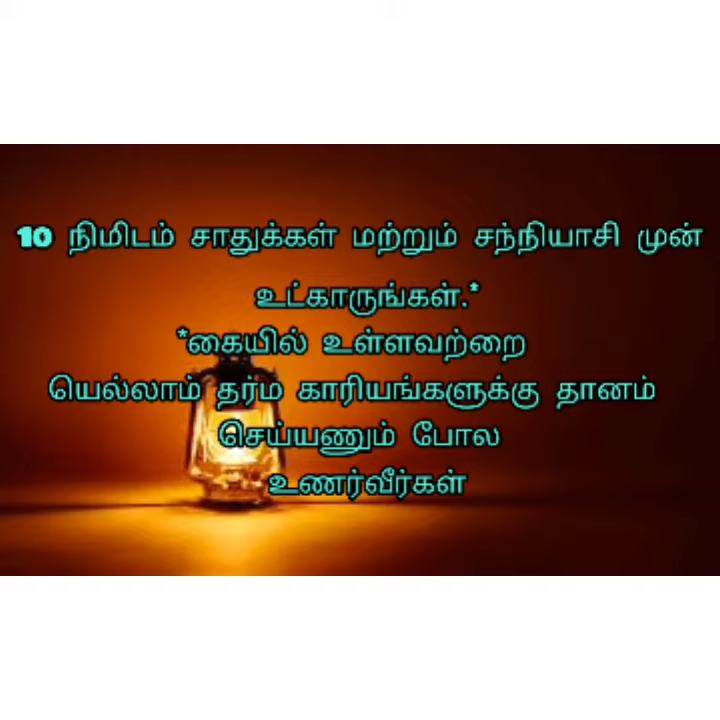 10 நிமிடம் சாதுக்கள் மற்றும் சந்நியாசி முன்
உட்காருங்கள்.*
*கையில் உள்ளவற்றை
யெல்லாம் தர்ம காரியங்களுக்கு தானம்
செய்யணும் போல
உணர்வீர்கள்